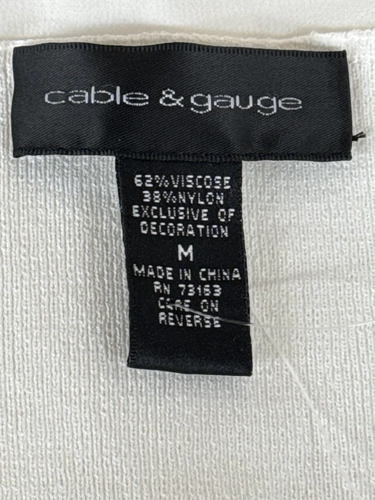 cable & gauge
62%VISCOSE
38%NYLON
EXCLUSIVE OF
DECORATION
M
MADE IN CHINA
RN 73163
CARE ON
REVERSE